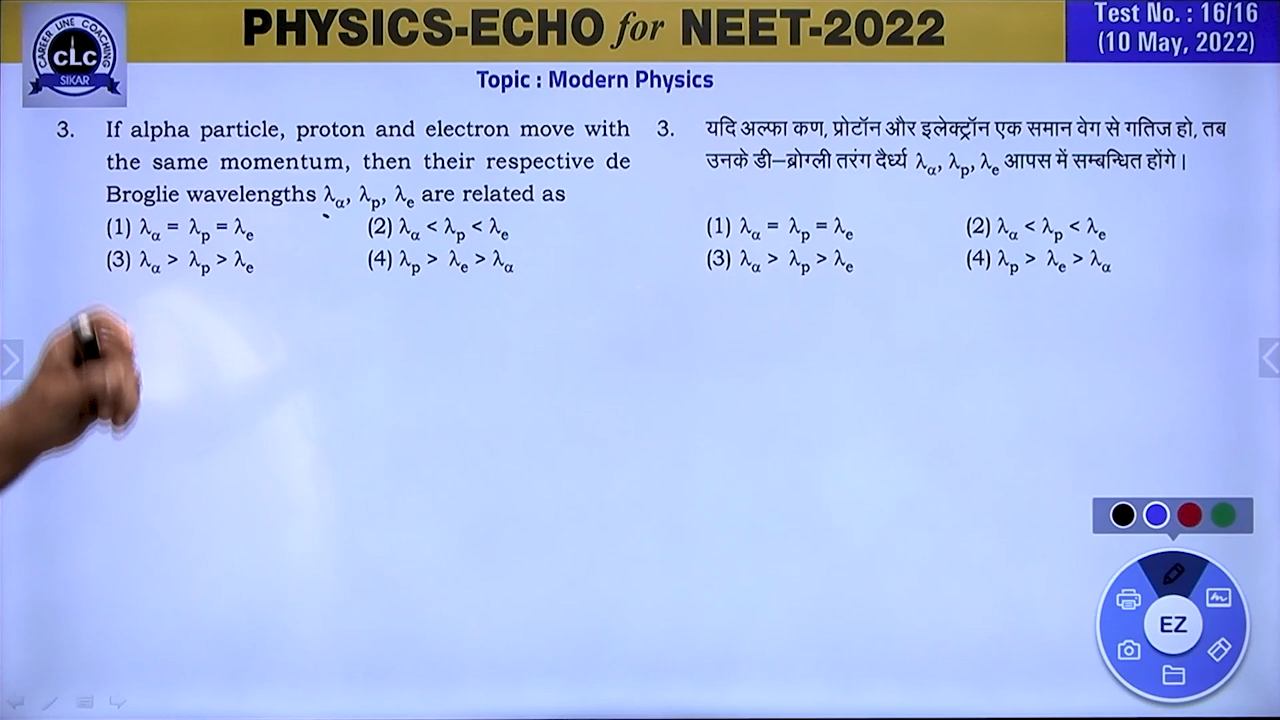 PHYSICS-ECHO for NEET-2022
Test No. : 16/16
(10 May, 2022)
CAREER LINE COACHING
CLC
SIKAR
Topic : Modern Physics
3. If alpha particle, proton and electron move with
the same momentum, then their respective de
Broglie wavelengths λα, λp, λe are related as
(1) λα = λp = λe (2) λα < λp < λe
(3) λα > λp > λe (4) λp > λe > λα
3. यदि अल्फा कण, प्रोटॉन और इलेक्ट्रॉन एक समान वेग से गतिज हो, तब
उनके डी–ब्रोग्ली तरंग दैर्ध्य λα, λp, λe आपस में सम्बन्धित होंगे।
(1) λα = λp = λe (2) λα < λp < λe
(3) λα > λp > λe (4) λp > λe > λα
EZ